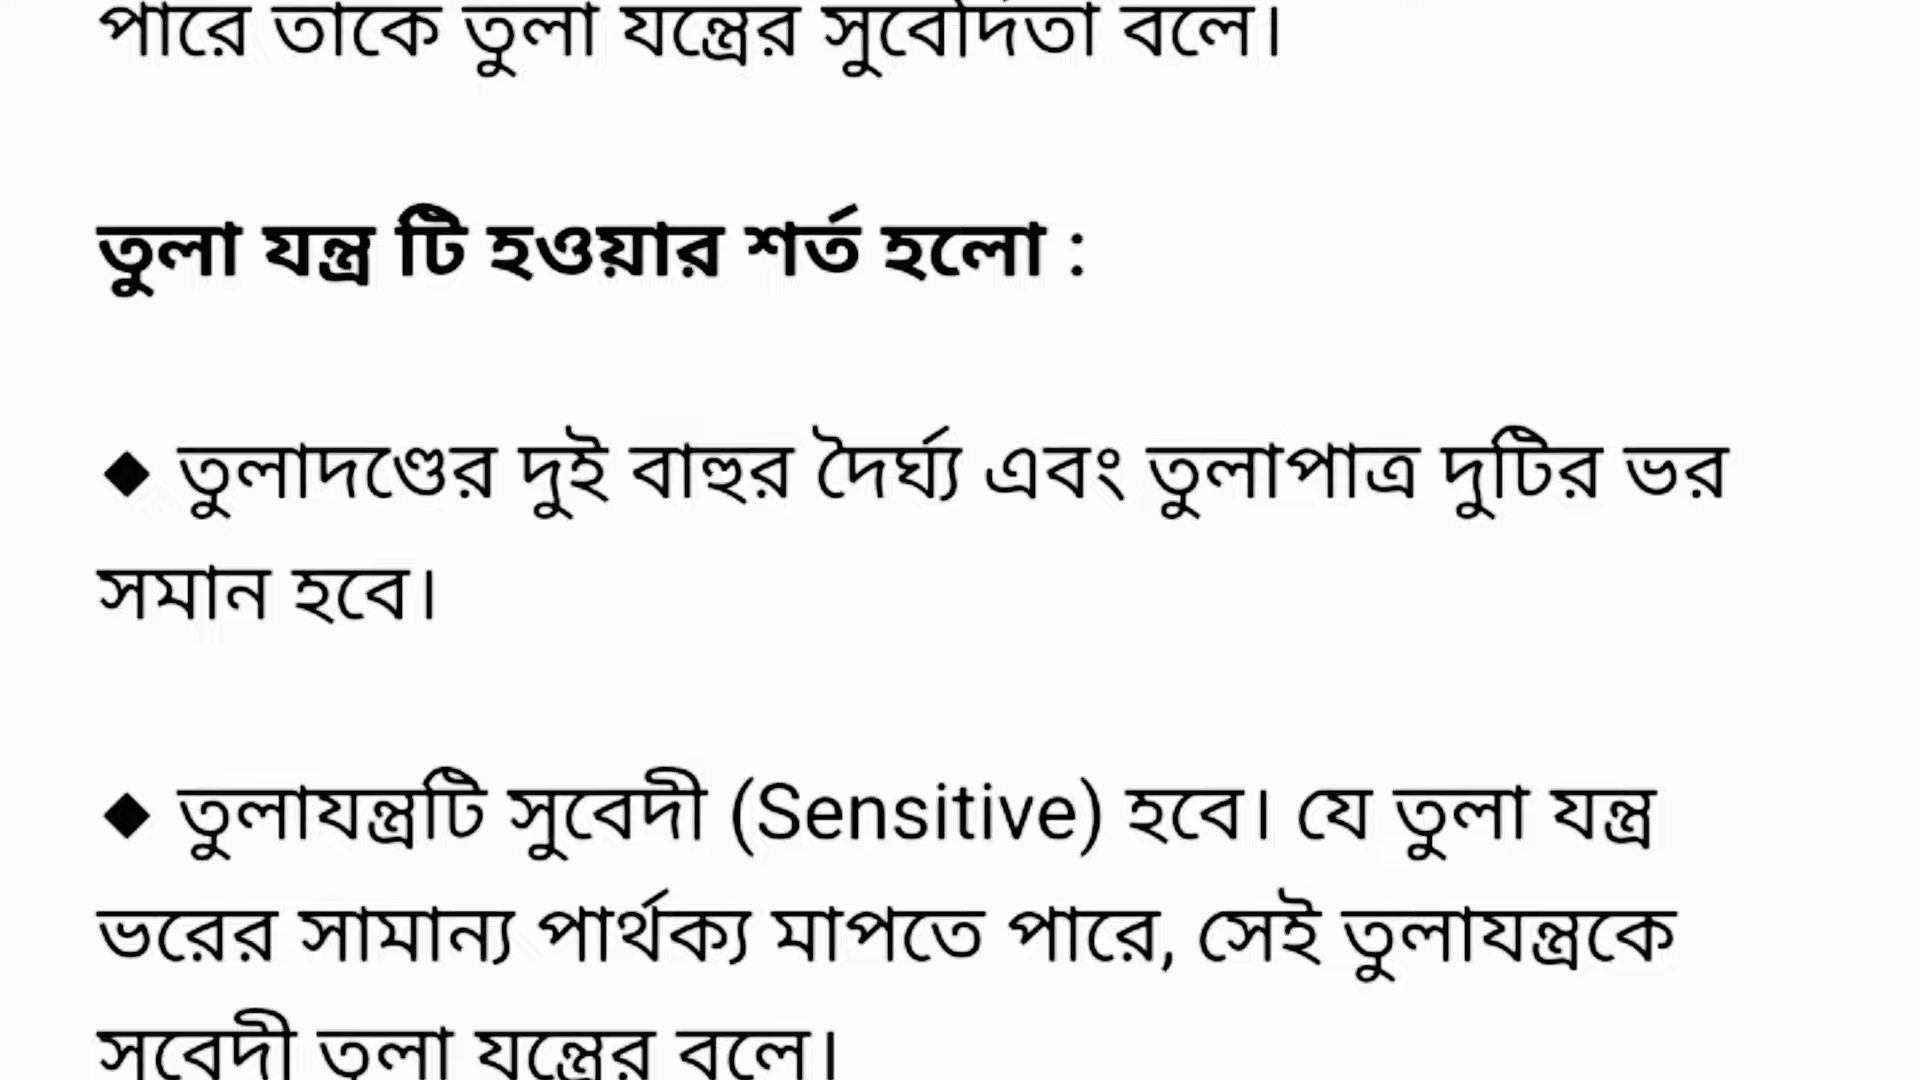 পারে তাকে তুলা যন্ত্রের সুবেদিতা বলে।
তুলা যন্ত্র টি হওয়ার শর্ত হলো :
◆ তুলাদণ্ডের দুই বাহুর দৈর্ঘ্য এবং তুলাপাত্র দুটির ভর
সমান হবে।
◆ তুলাযন্ত্রটি সুবেদী (Sensitive) হবে। যে তুলা যন্ত্র
ভরের সামান্য পার্থক্য মাপতে পারে, সেই তুলাযন্ত্রকে
সুবেদী তুলা যন্ত্রের বলে।